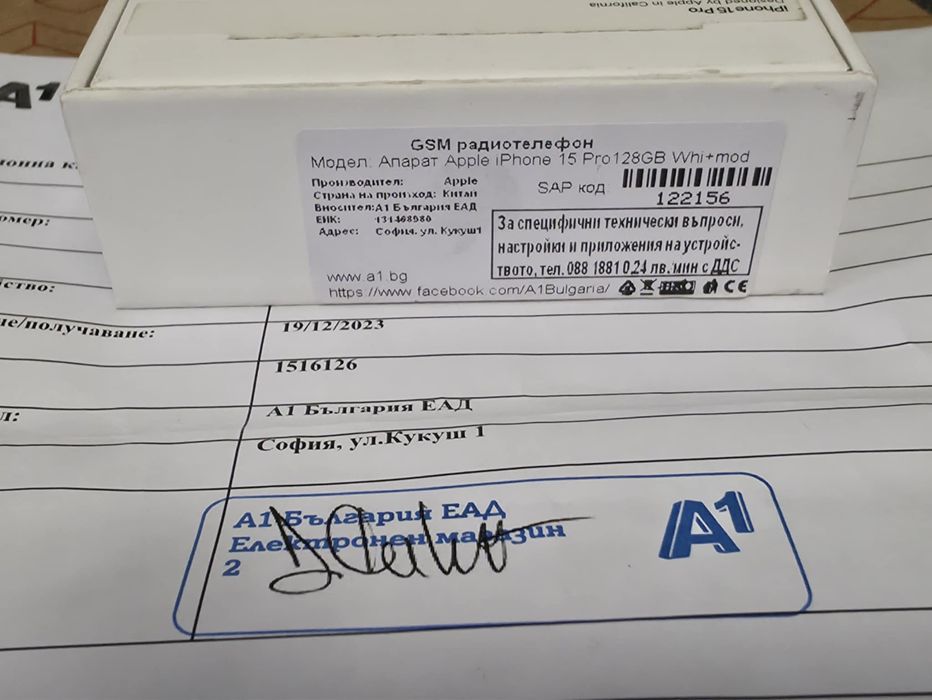 iPhone 15 Pro
Designed by Apple in California
A1
GSM радиотелефон
Модел: Апарат Apple iPhone 15 Pro128GB Whi+mod
Производител: Apple
Страна на произход: Китай
Вносител:А1 България ЕАД
ЕИК: 131468980
Адрес: София. ул. Кукуш1
SAP код
122156
За специфични технически въпроси,
настройки и приложения на устройс-
твото, тел. 088 1881 0.24 лв. мин с ДДС
www.a1.bg
https://www.facebook.com/A1Bulgaria/
CE
омер:
ство:
не/получаване: 19/12/2023
1516126
л: А1 България ЕАД
София, ул.Кукуш 1
А1 България ЕАД
Електронен магазин
2
A1